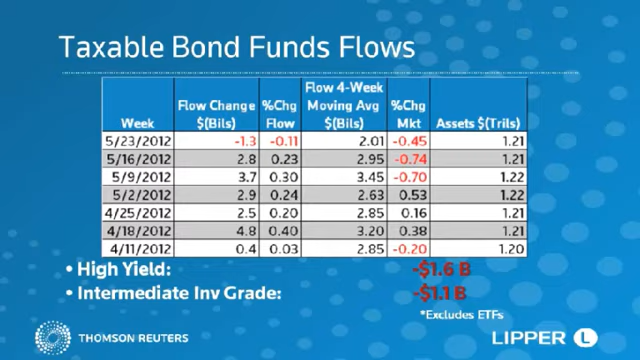 Taxable Bond Funds Flows
Week Flow Change $(Bils) %Chg Flow Flow 4-Week Moving Avg $(Bils) %Chg Mkt Assets $(Trils)
5/23/2012 -1.3 -0.11 2.01 -0.45 1.21
5/16/2012 2.8 0.23 2.95 -0.74 1.21
5/9/2012 3.7 0.30 3.45 -0.70 1.22
5/2/2012 2.9 0.24 2.63 0.53 1.22
4/25/2012 2.5 0.20 2.85 0.16 1.21
4/18/2012 4.8 0.40 3.20 0.38 1.21
4/11/2012 0.4 0.03 2.85 -0.20 1.20
• High Yield: -$1.6 B
• Intermediate Inv Grade: -$1.1 B
*Excludes ETFs
THOMSON REUTERS
LIPPER L